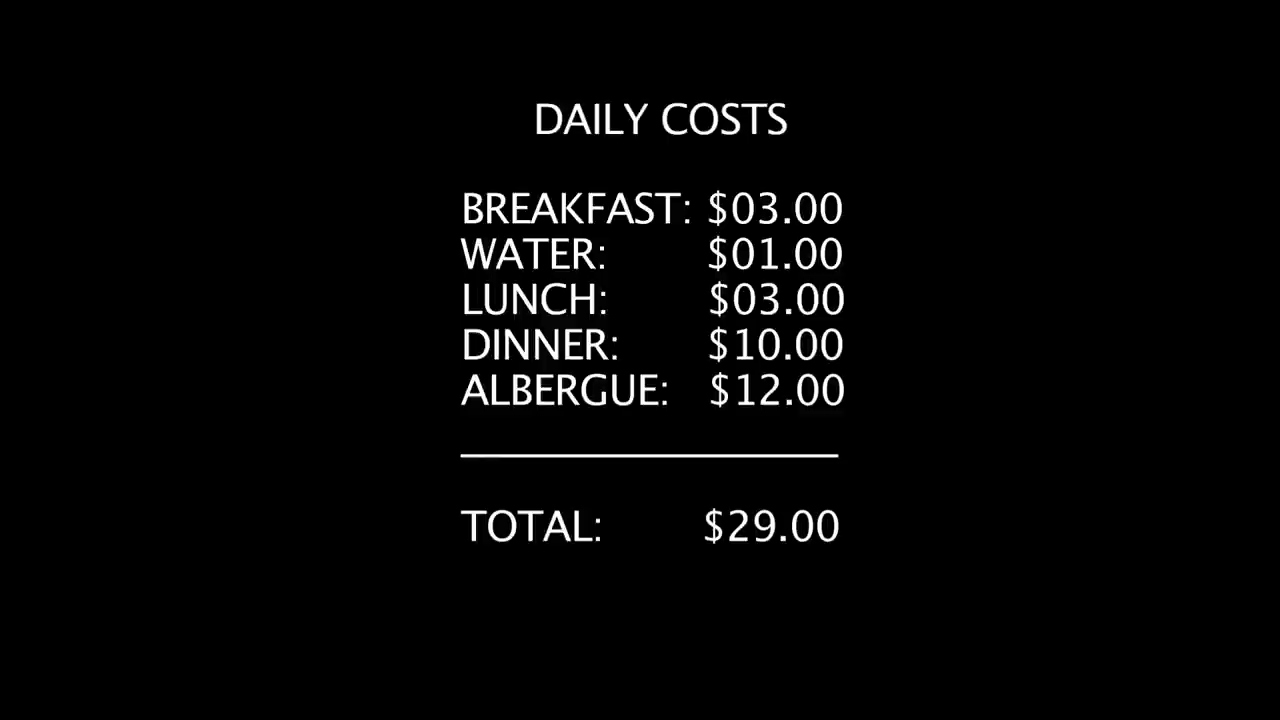 DAILY COSTS
BREAKFAST: $03.00
WATER: $01.00
LUNCH: $03.00
DINNER: $10.00
ALBERGUE: $12.00
TOTAL: $29.00